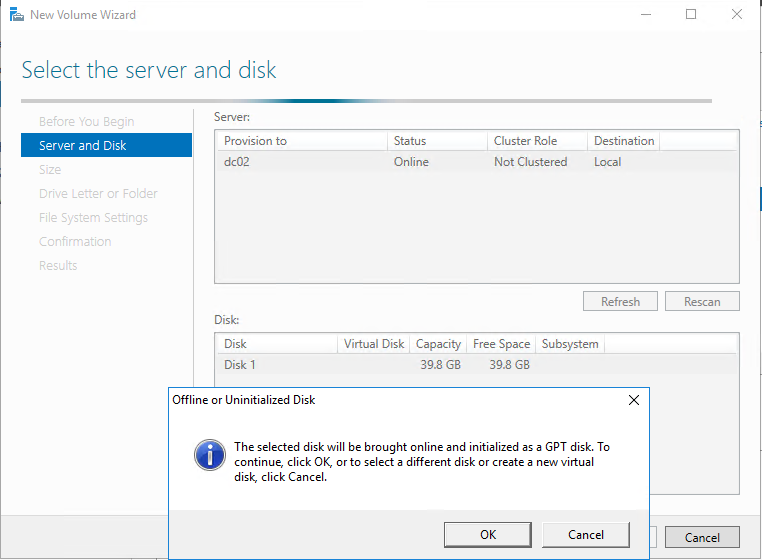 New Volume Wizard
Select the server and disk
Before You Begin
Server and Disk
Size
Drive Letter or Folder
File System Settings
Confirmation
Results
Server:
Provision to Status Cluster Role Destination
dc02 Online Not Clustered Local
Refresh Rescan
Disk:
Disk Virtual Disk Capacity Free Space Subsystem
Disk 1 39.8 GB 39.8 GB
Offline or Uninitialized Disk
The selected disk will be brought online and initialized as a GPT disk. To
continue, click OK, or to select a different disk or create a new virtual
disk, click Cancel.
OK Cancel
Cancel